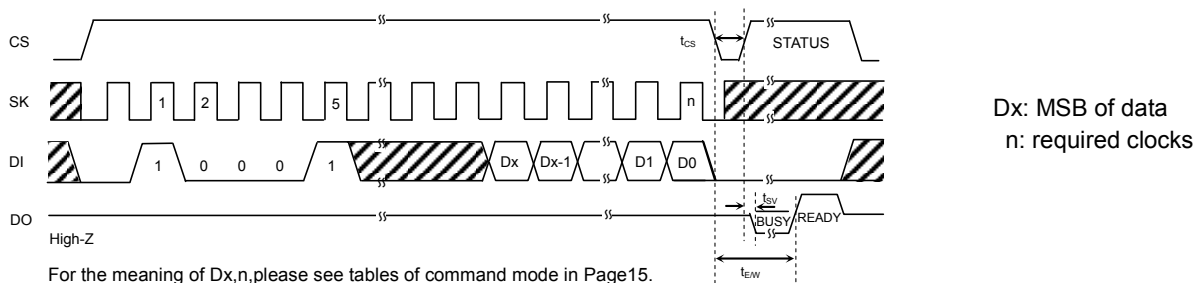 CS
tCS
STATUS
SK
1 2 5 n
Dx: MSB of data
n: required clocks
DI
1 0 0 0 1 Dx Dx-1 D1 D0
DO
tSV
BUSY READY
High-Z
tE/W
For the meaning of Dx,n,please see tables of command mode in Page15.